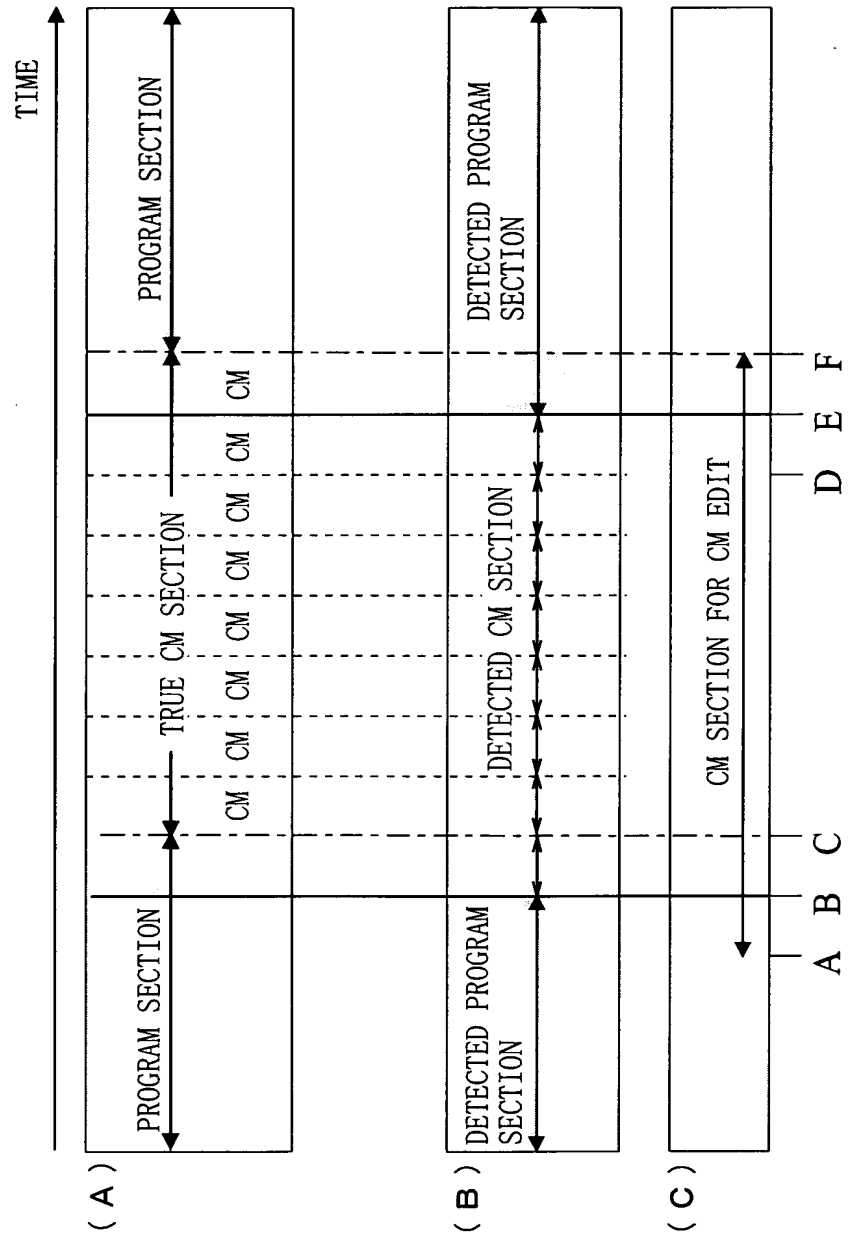 TIME
(A)
PROGRAM SECTION
TRUE CM SECTION
PROGRAM SECTION
CM CM CM CM CM CM CM CM
(B)
DETECTED PROGRAM
SECTION
DETECTED CM SECTION
DETECTED PROGRAM
SECTION
(C)
CM SECTION FOR CM EDIT
A B C D E F